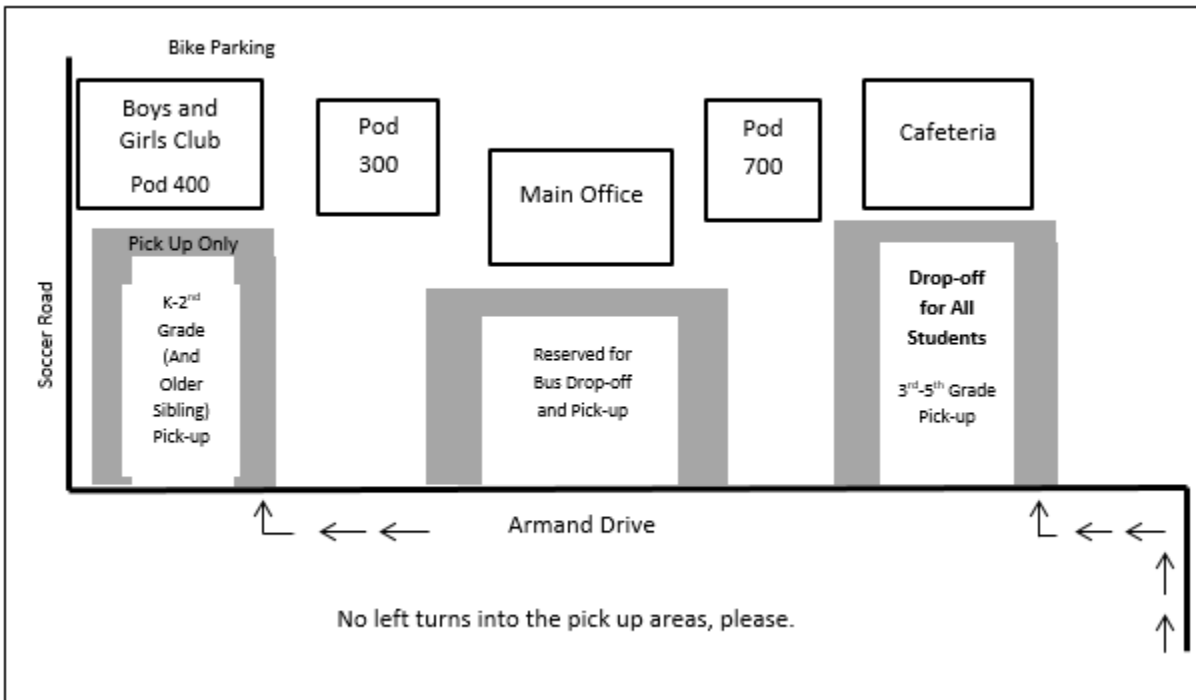 Bike Parking
Boys and
Girls Club
Pod 400
Pod
300
Main Office
Pod
700
Cafeteria
Soccer Road
Pick Up Only
K-2nd
Grade
(And
Older
Sibling)
Pick-up
Reserved for
Bus Drop-off
and Pick-up
Drop-off
for All
Students
3rd-5th Grade
Pick-up
Armand Drive
No left turns into the pick up areas, please.